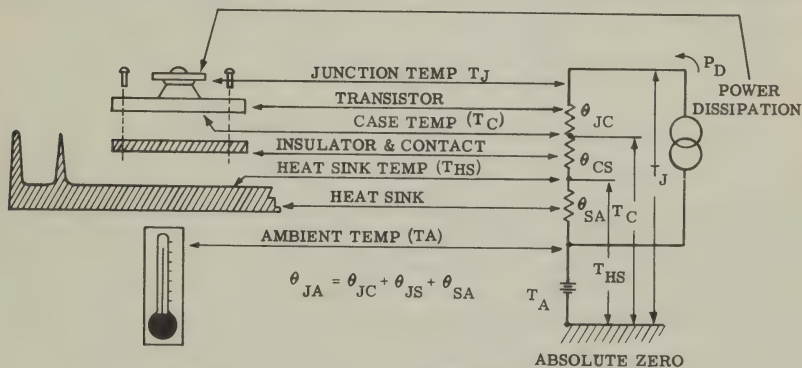 JUNCTION TEMP T_J
P_D
POWER
DISSIPATION
TRANSISTOR
θ_JC
CASE TEMP (T_C)
INSULATOR & CONTACT
θ_CS
T_J
HEAT SINK TEMP (T_HS)
HEAT SINK
θ_SA
T_C
AMBIENT TEMP (TA)
T_HS
θ_JA = θ_JC + θ_JS + θ_SA
T_A
ABSOLUTE ZERO